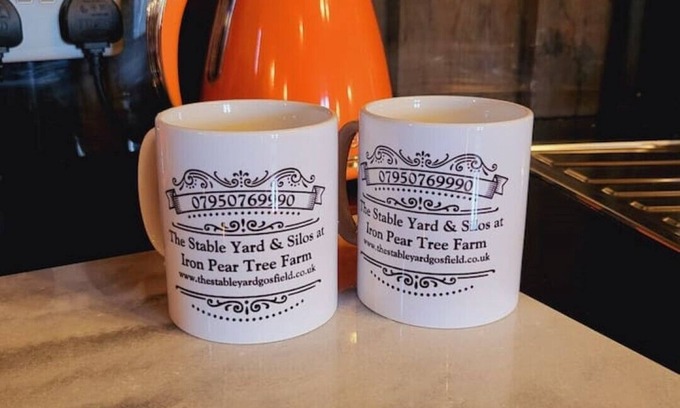 07950769990
The Stable Yard & Silos at
Iron Pear Tree Farm
www.thestableyardgosfield.co.uk
07950769990
The Stable Yard & Silos at
Iron Pear Tree Farm
www.thestableyardgosfield.co.uk